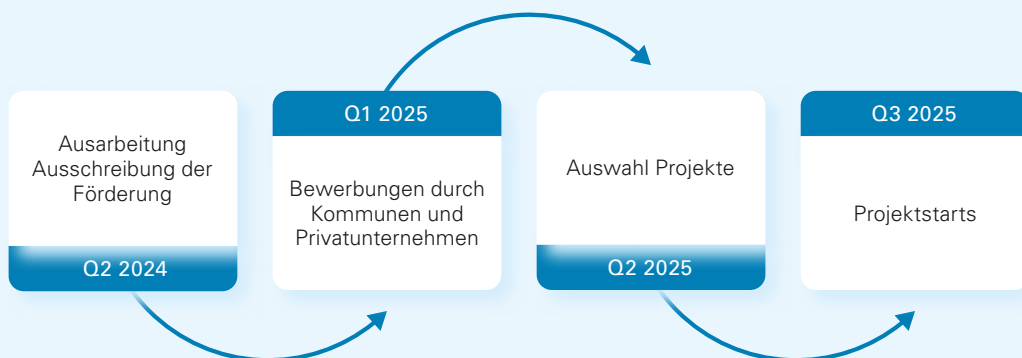 Ausarbeitung
Ausschreibung der
Förderung
Q2 2024
Q1 2025
Bewerbungen durch
Kommunen und
Privatunternehmen
Auswahl Projekte
Q2 2025
Q3 2025
Projektstarts